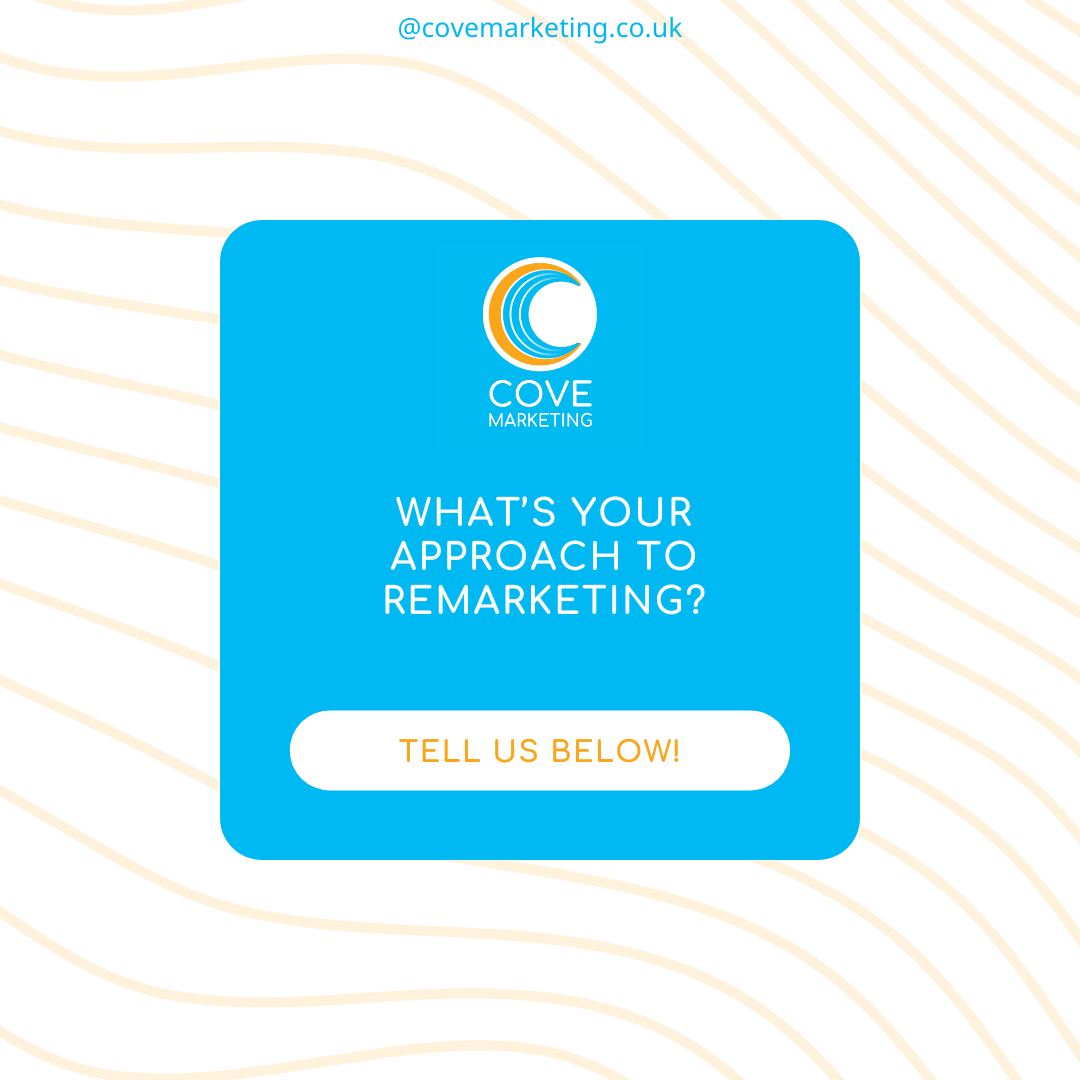 @covemarketing.co.uk
COVE
MARKETING
WHAT’S YOUR
APPROACH TO
REMARKETING?
TELL US BELOW!